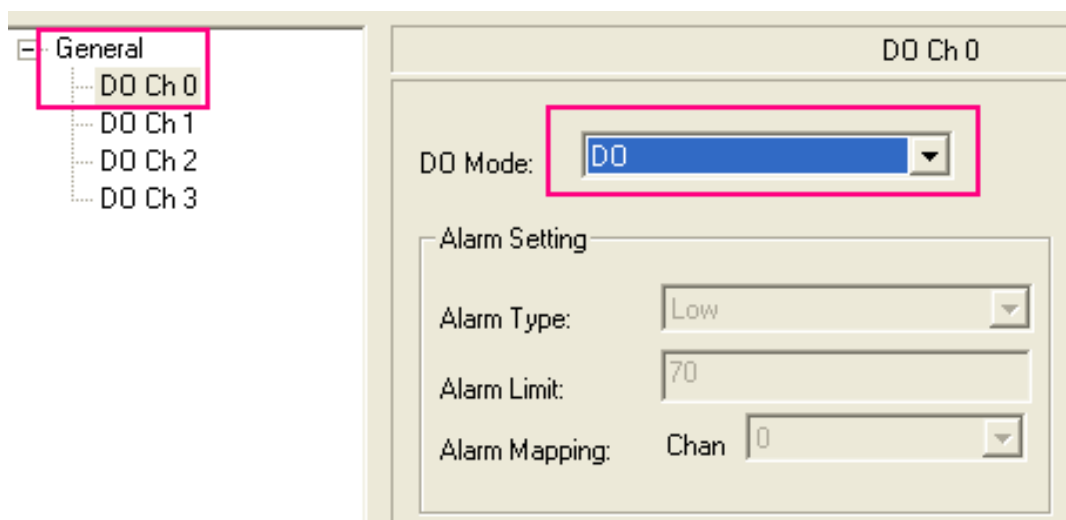 General
DO Ch 0
DO Ch 1
DO Ch 2
DO Ch 3
DO Ch 0
DO Mode: DO
Alarm Setting
Alarm Type: Low
Alarm Limit: 70
Alarm Mapping: Chan 0